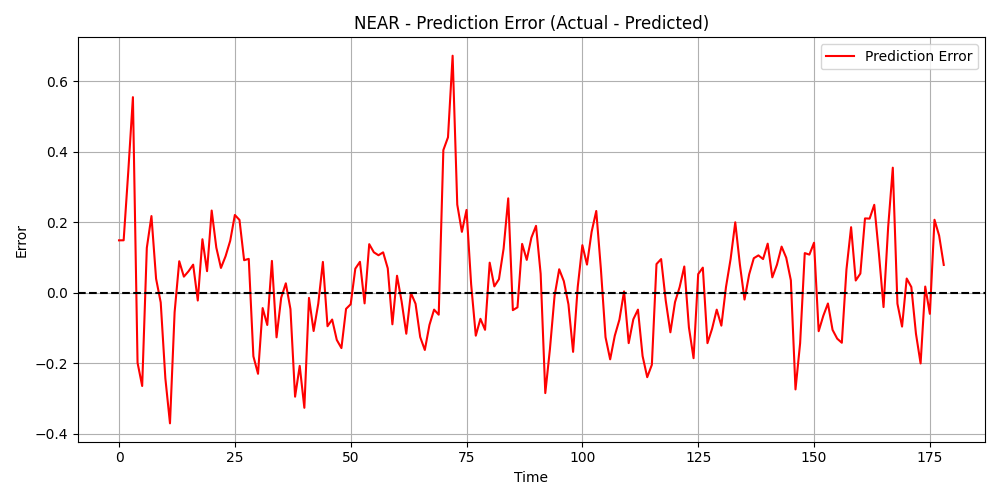 NEAR - Prediction Error (Actual - Predicted)
Prediction Error
Error
0.6
0.4
0.2
0.0
−0.2
−0.4
0 25 50 75 100 125 150 175
Time